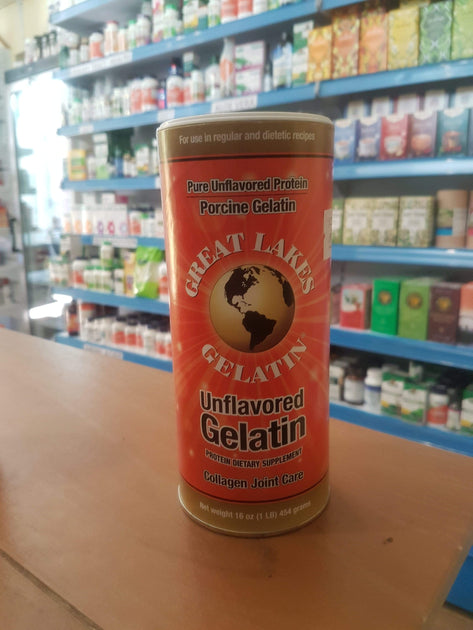 For use in regular and dietetic recipes
Pure Unflavored Protein
Porcine Gelatin
GREAT LAKES
GELATIN
Unflavored
Gelatin
PROTEIN DIETARY SUPPLEMENT
Collagen Joint Care
Net weight 16 oz (1 LB) 454 grams